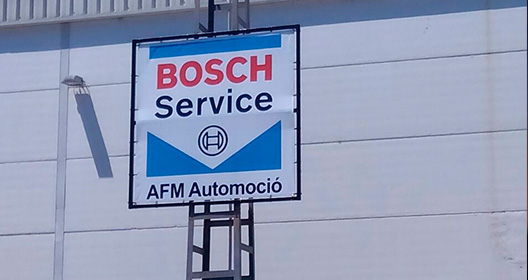 BOSCH
Service
AFM Automoció